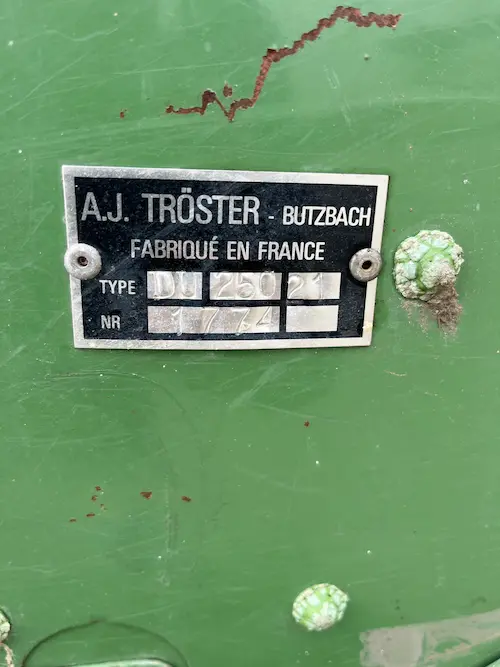 A.J. TRÖSTER - BUTZBACH
FABRIQUÉ EN FRANCE
TYPE DU 250 21
NR 1774